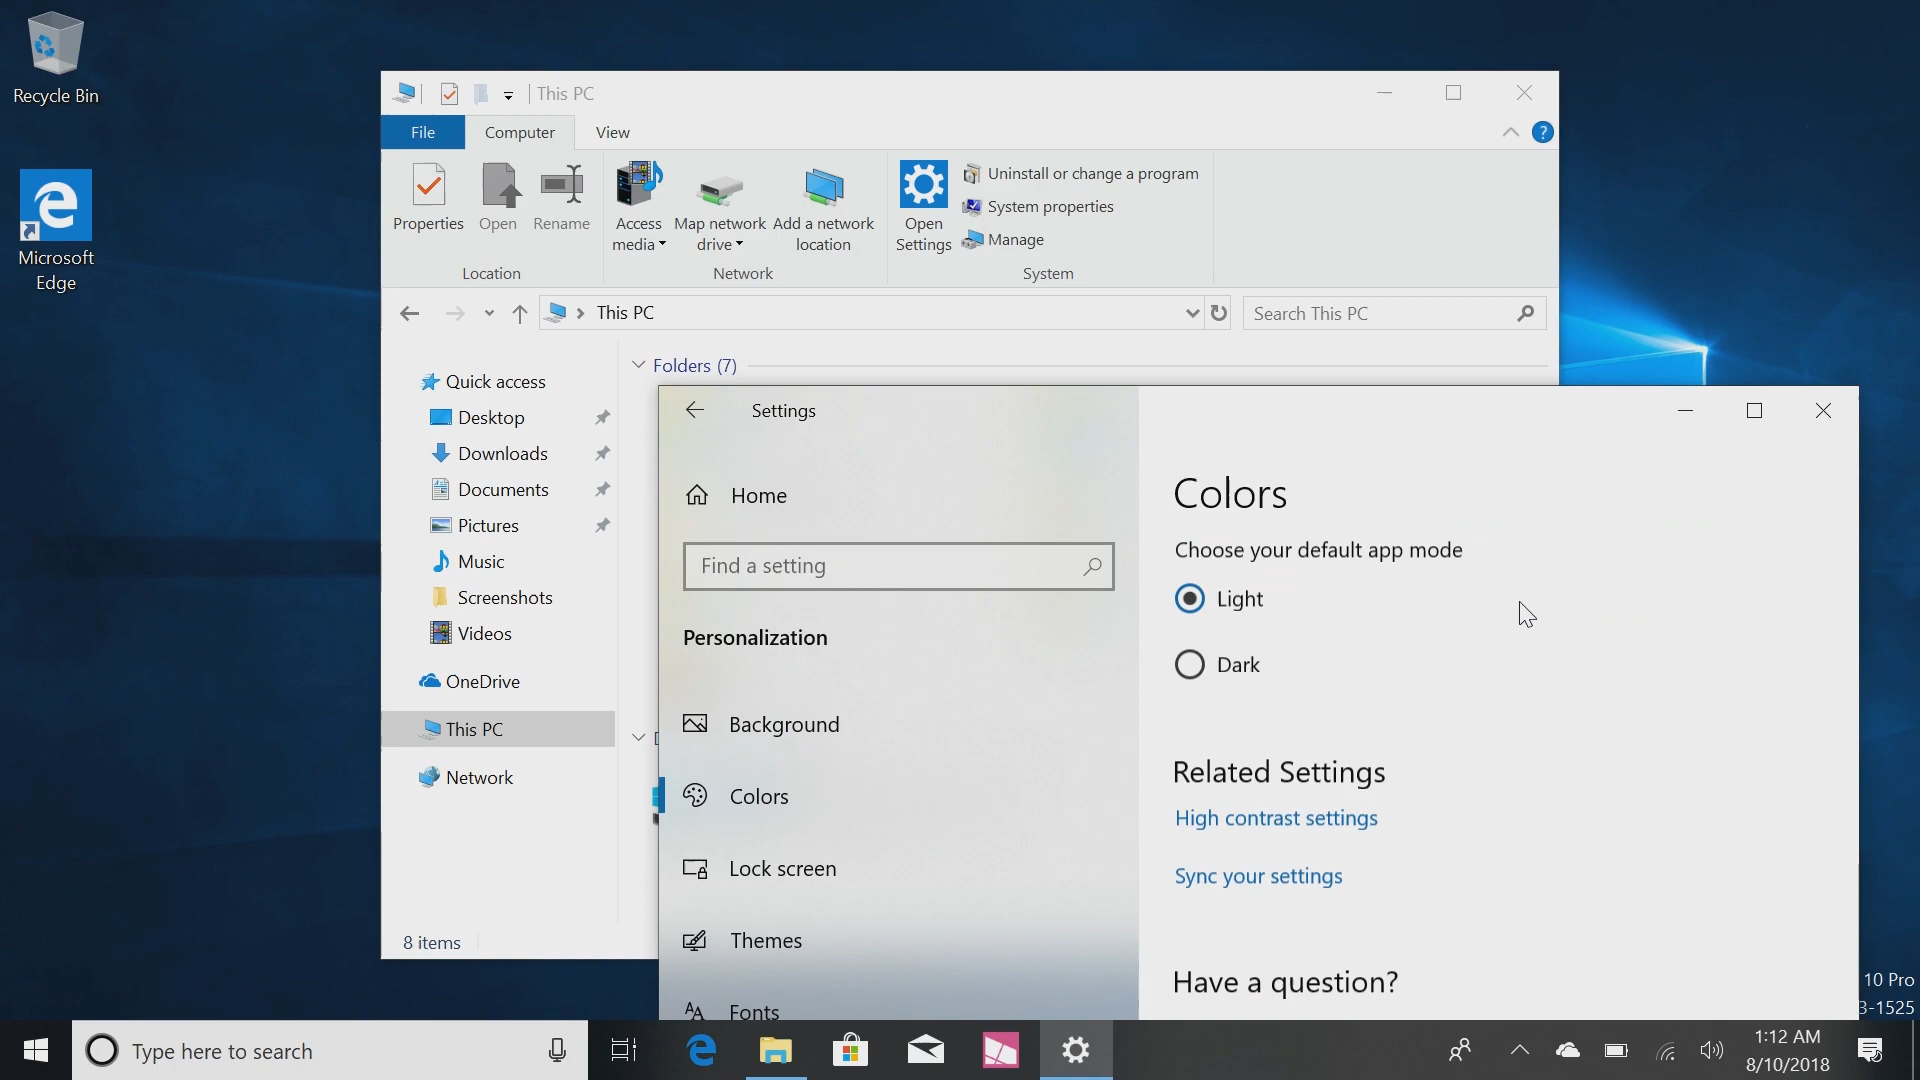 Recycle Bin
Microsoft
Edge
This PC
File
Computer
View
Properties
Open
Rename
Location
Access
media
Map network
drive
Add a network
location
Network
Open
Settings
Uninstall or change a program
System properties
Manage
System
This PC
Search This PC
Quick access
Desktop
Downloads
Documents
Pictures
Music
Screenshots
Videos
OneDrive
This PC
Network
8 items
Folders (7)
Settings
Home
Find a setting
Personalization
Background
Colors
Lock screen
Themes
Fonts
Colors
Choose your default app mode
Light
Dark
Related Settings
High contrast settings
Sync your settings
Have a question?
10 Pro
3-1525
Type here to search
1:12 AM
8/10/2018